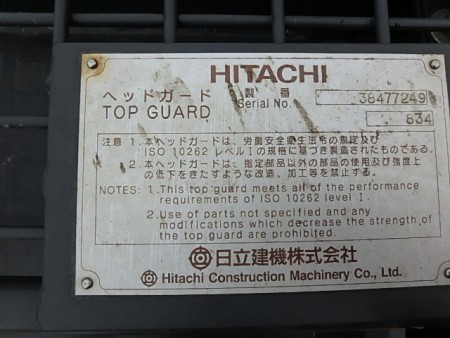 HITACHI
ヘッドガード 製番 38477249
TOP GUARD Serial No. 834
注意 1.本ヘッドガードは、労働安全衛生法令の規定及び
ISO 10262 レベルⅠの規格に基づき製造されたものである。
2.本ヘッドガードは、指定部品以外の部品の使用及び強度上
の低下をきたすような改造、加工等を禁止する。
NOTES: 1.This top guard meets all of the performance
requirements of ISO 10262 level Ⅰ.
2.Use of parts not specified and any
modifications which decrease the strength of
the top guard are prohibited.
日立建機株式会社
Hitachi Construction Machinery Co., Ltd.